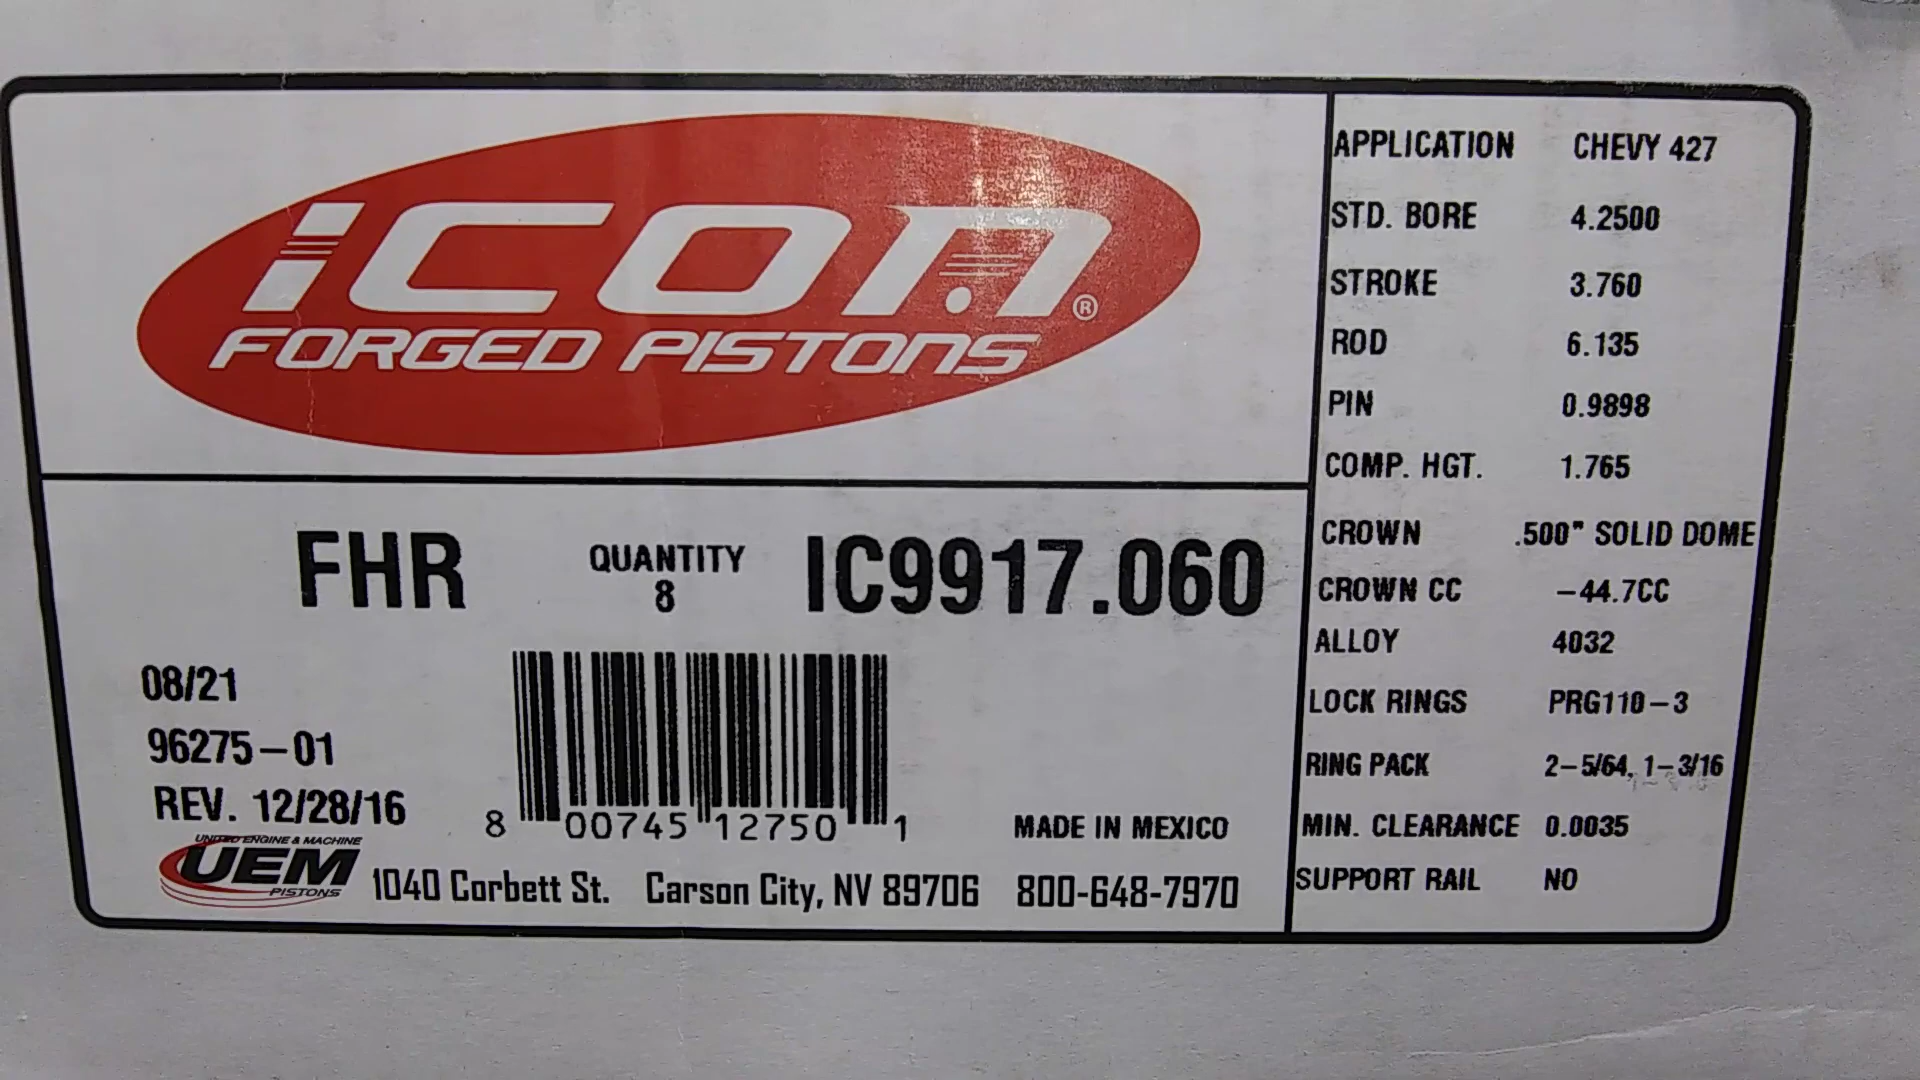 icon®
FORGED PISTONS
FHR
QUANTITY
8
IC9917.060
08/21
96275-01
REV. 12/28/16
8 00745 12750 1
MADE IN MEXICO
UNITED ENGINE & MACHINE
UEM
PISTONS
1040 Corbett St. Carson City, NV 89706 800-648-7970
APPLICATION CHEVY 427
STD. BORE 4.2500
STROKE 3.760
ROD 6.135
PIN 0.9898
COMP. HGT. 1.765
CROWN .500" SOLID DOME
CROWN CC -44.7CC
ALLOY 4032
LOCK RINGS PRG110-3
RING PACK 2-5/64, 1-3/16
MIN. CLEARANCE 0.0035
SUPPORT RAIL NO